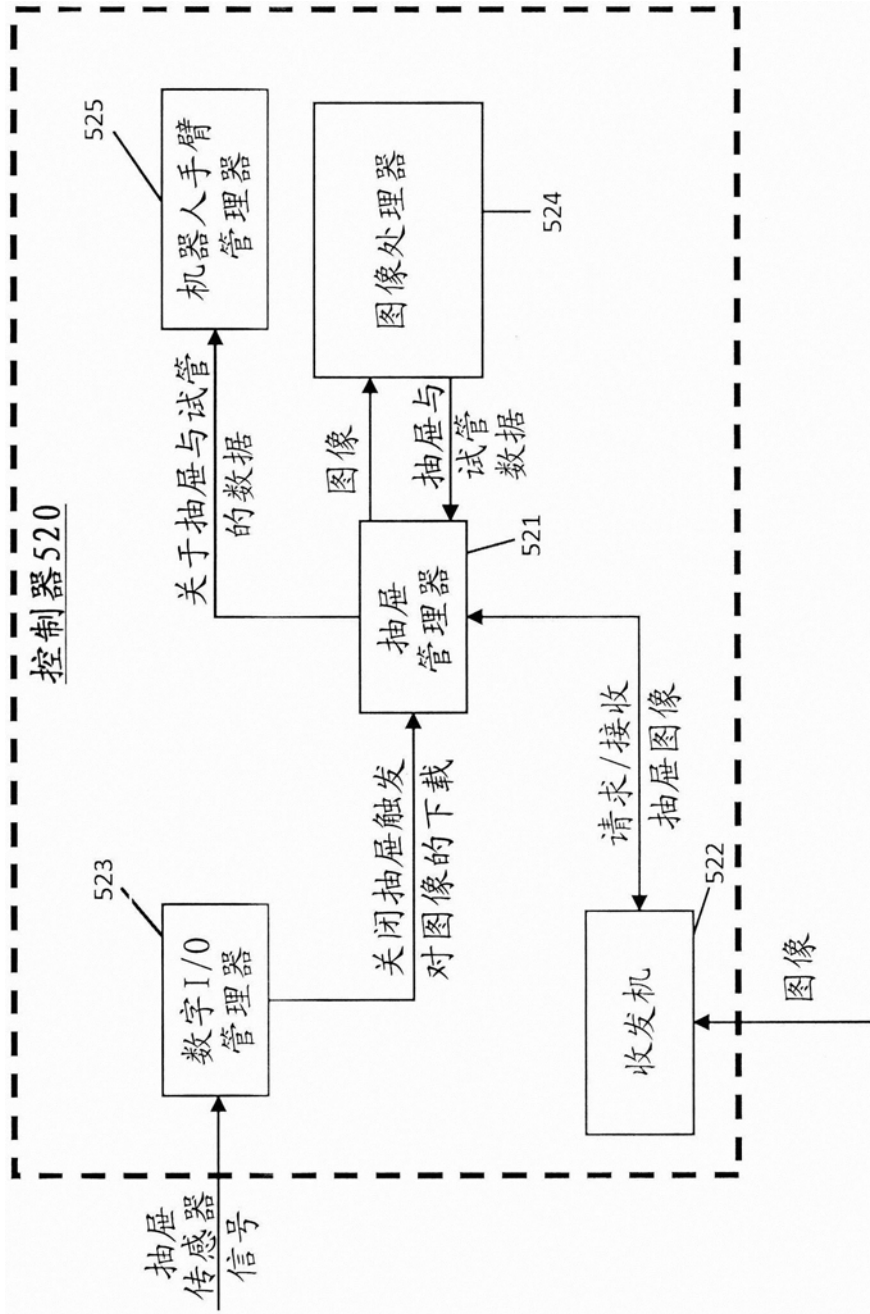 控制器520
抽屉
传感器
信号
523
数字I/O
管理器
关闭抽屉触发
对图像的下载
关于抽屉与试管
的数据
525
机器人手臂
管理器
图像
抽屉与
试管
数据
抽屉
管理器
521
图像处理器
524
请求/接收
抽屉图像
收发机
522
图像